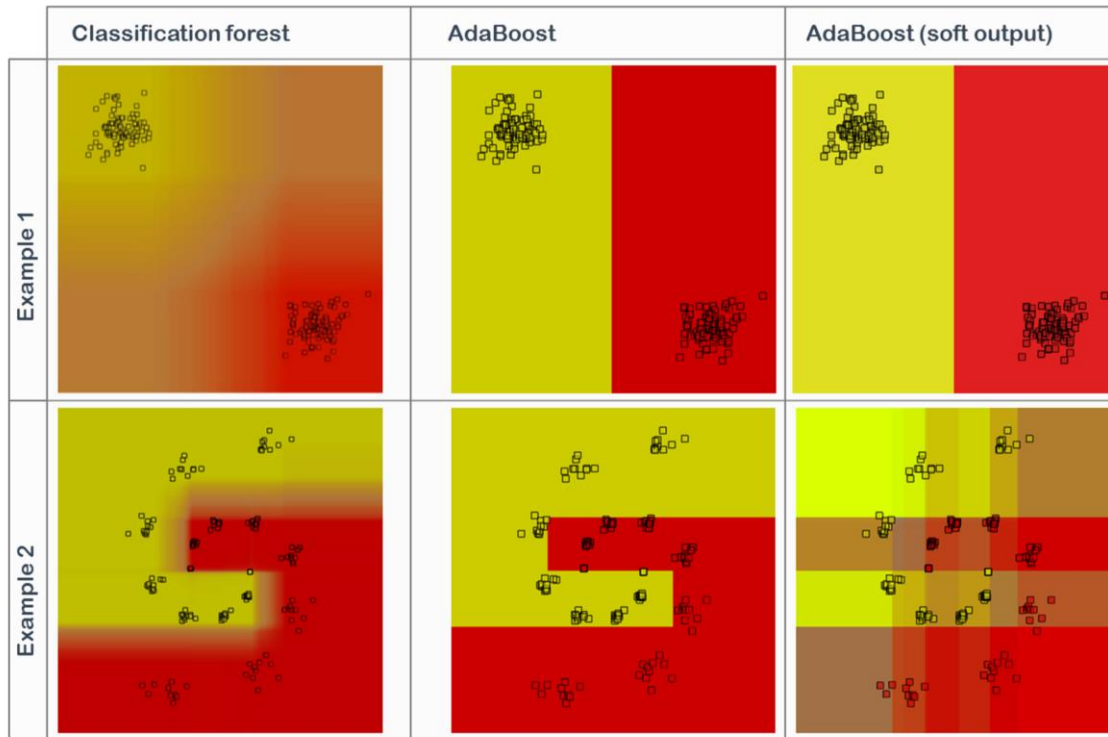 Classification forest
AdaBoost
AdaBoost (soft output)
Example 1
Example 2